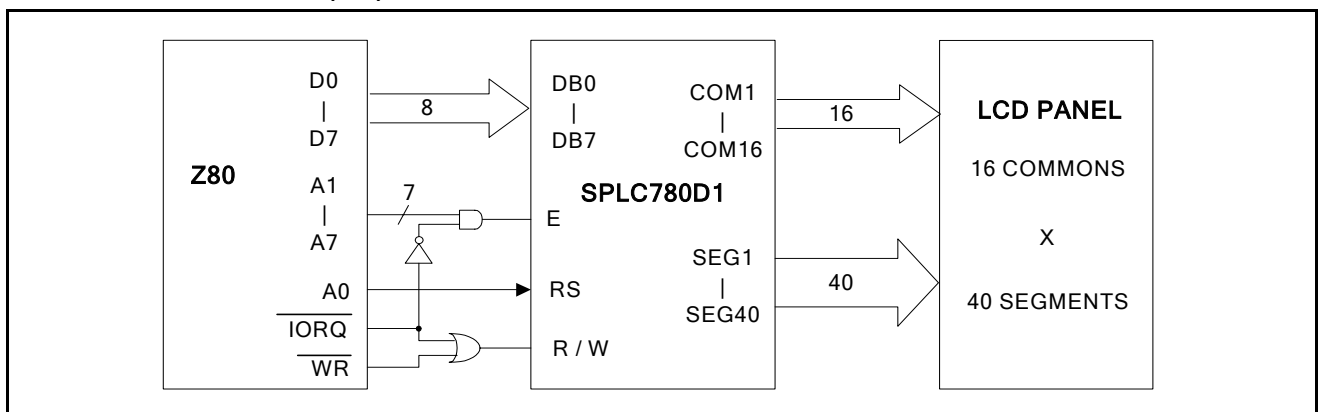 Z80
D0
|
D7
A1
|
A7
A0
IORQ
WR
8
7
DB0
|
DB7
SPLC780D1
E
RS
R / W
COM1
|
COM16
SEG1
|
SEG40
16
40
LCD PANEL
16 COMMONS
X
40 SEGMENTS